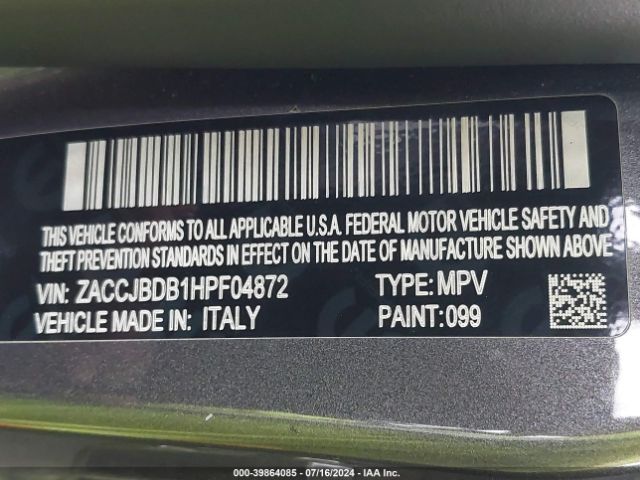 THIS VEHICLE CONFORMS TO ALL APPLICABLE U.S.A. FEDERAL MOTOR VEHICLE SAFETY AND
THEFT PREVENTION STANDARDS IN EFFECT ON THE DATE OF MANUFACTURE SHOWN ABOVE
VIN: ZACCJBDB1HPF04872 TYPE: MPV
VEHICLE MADE IN: ITALY PAINT: 099
000-39864085 | 07/16/2024 | IAA Inc.